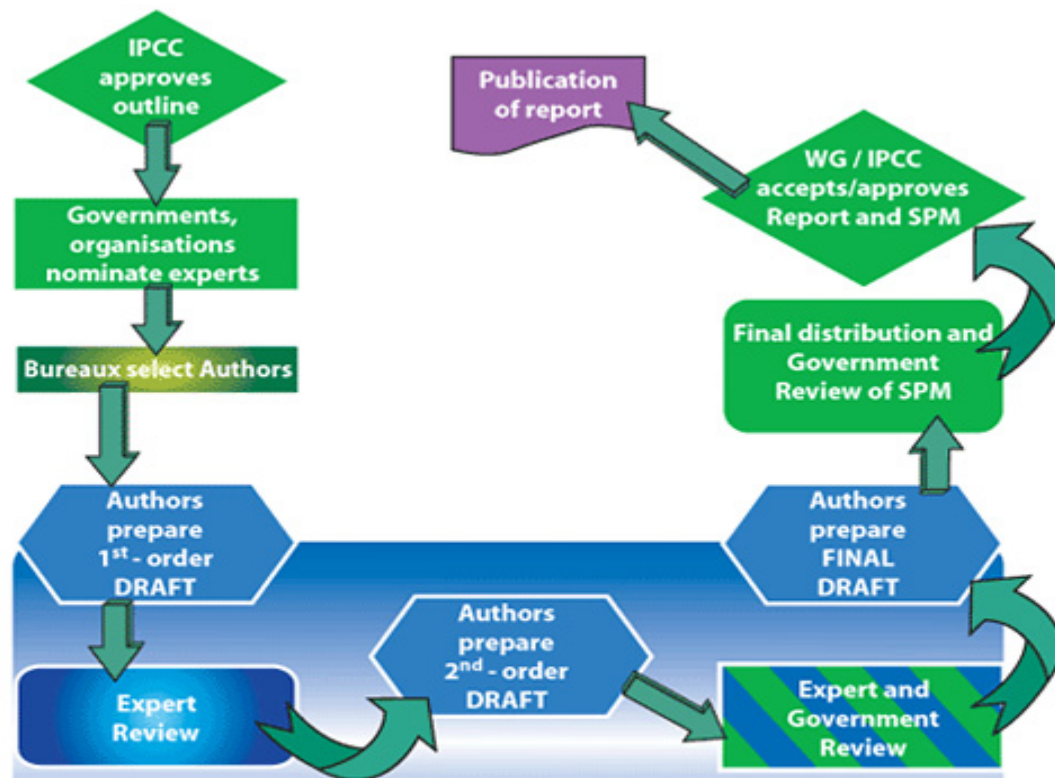 IPCC
approves
outline
Governments,
organisations
nominate experts
Bureaux select Authors
Authors
prepare
1st - order
DRAFT
Expert
Review
Authors
prepare
2nd - order
DRAFT
Expert and
Government
Review
Authors
prepare
FINAL
DRAFT
Final distribution and
Government
Review of SPM
WG / IPCC
accepts/approves
Report and SPM
Publication
of report